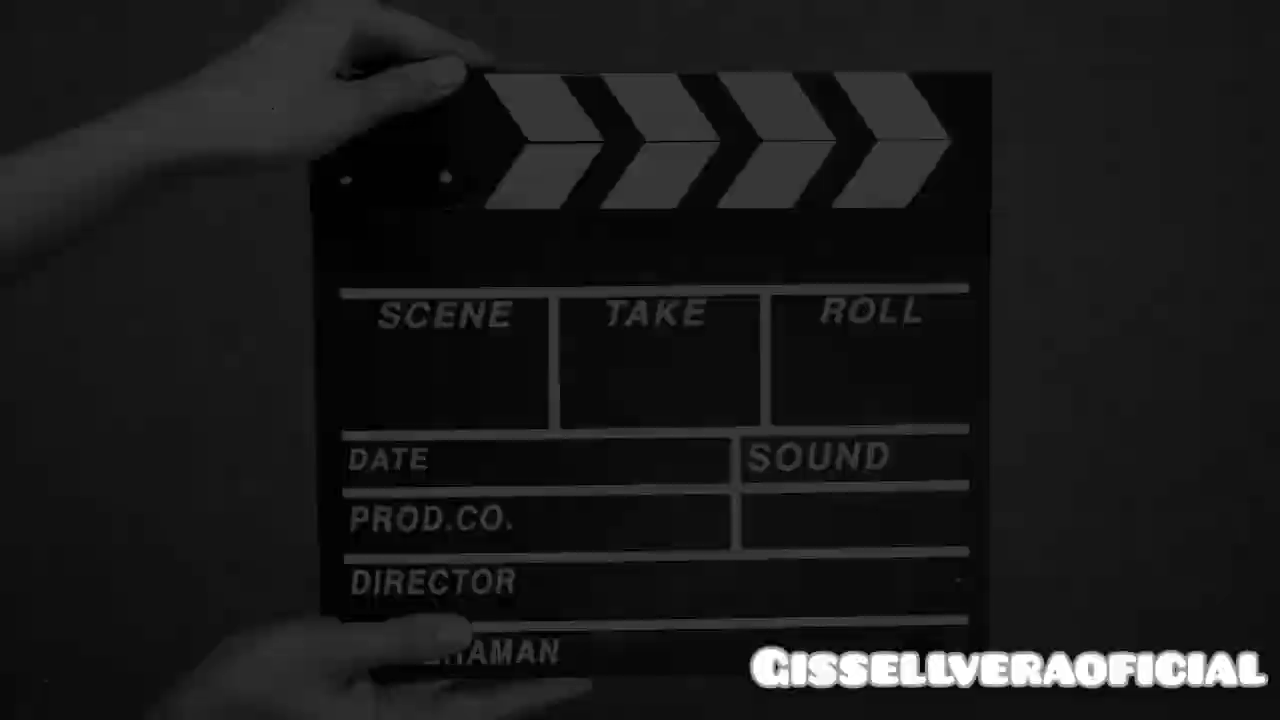 SCENE TAKE ROLL
DATE SOUND
PROD.CO.
DIRECTOR
GISSELLVERAOFICIAL